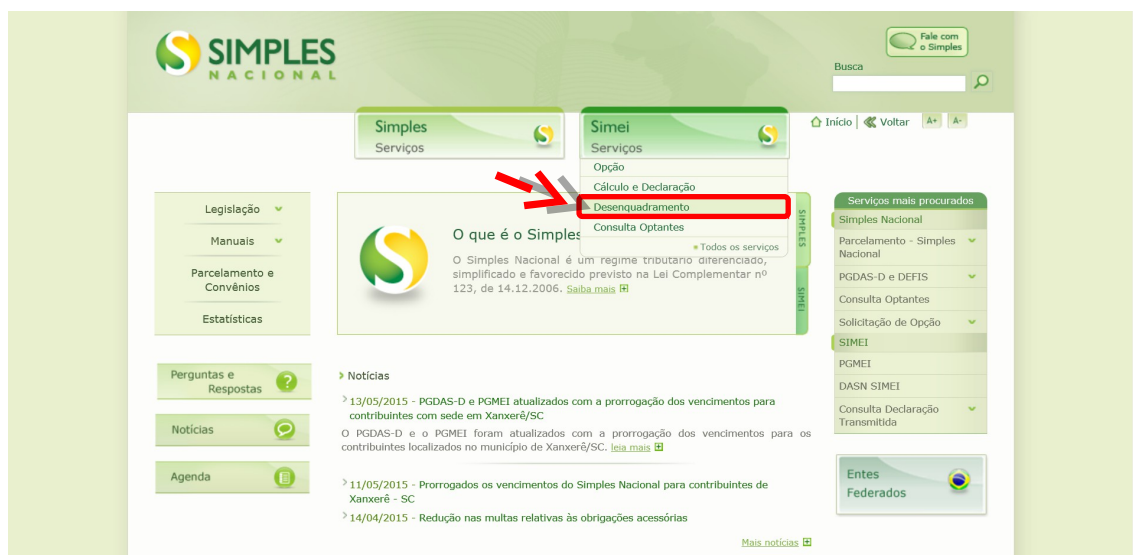 SIMPLES
NACIONAL
Fale com
o Simples
Busca
Simples
Serviços
Simei
Serviços
Início
Voltar
A+
A-
Opção
Cálculo e Declaração
Desenquadramento
Consulta Optantes
Todos os serviços
Legislação
Manuais
Parcelamento e
Convênios
Estatísticas
O que é o Simples
O Simples Nacional é um regime tributário diferenciado,
simplificado e favorecido previsto na Lei Complementar nº
123, de 14.12.2006. Saiba mais
SIMPLES
SIMEI
Serviços mais procurados
Simples Nacional
Parcelamento - Simples
Nacional
PGDAS-D e DEFIS
Consulta Optantes
Solicitação de Opção
SIMEI
PGMEI
DASN SIMEI
Consulta Declaração
Transmitida
Perguntas e
Respostas
?
Notícias
Agenda
Notícias
13/05/2015 - PGDAS-D e PGMEI atualizados com a prorrogação dos vencimentos para
contribuintes com sede em Xanxerê/SC
O PGDAS-D e o PGMEI foram atualizados com a prorrogação dos vencimentos para os
contribuintes localizados no município de Xanxerê/SC. leia mais
11/05/2015 - Prorrogados os vencimentos do Simples Nacional para contribuintes de
Xanxerê - SC
14/04/2015 - Redução nas multas relativas às obrigações acessórias
Mais notícias
Entes
Federados